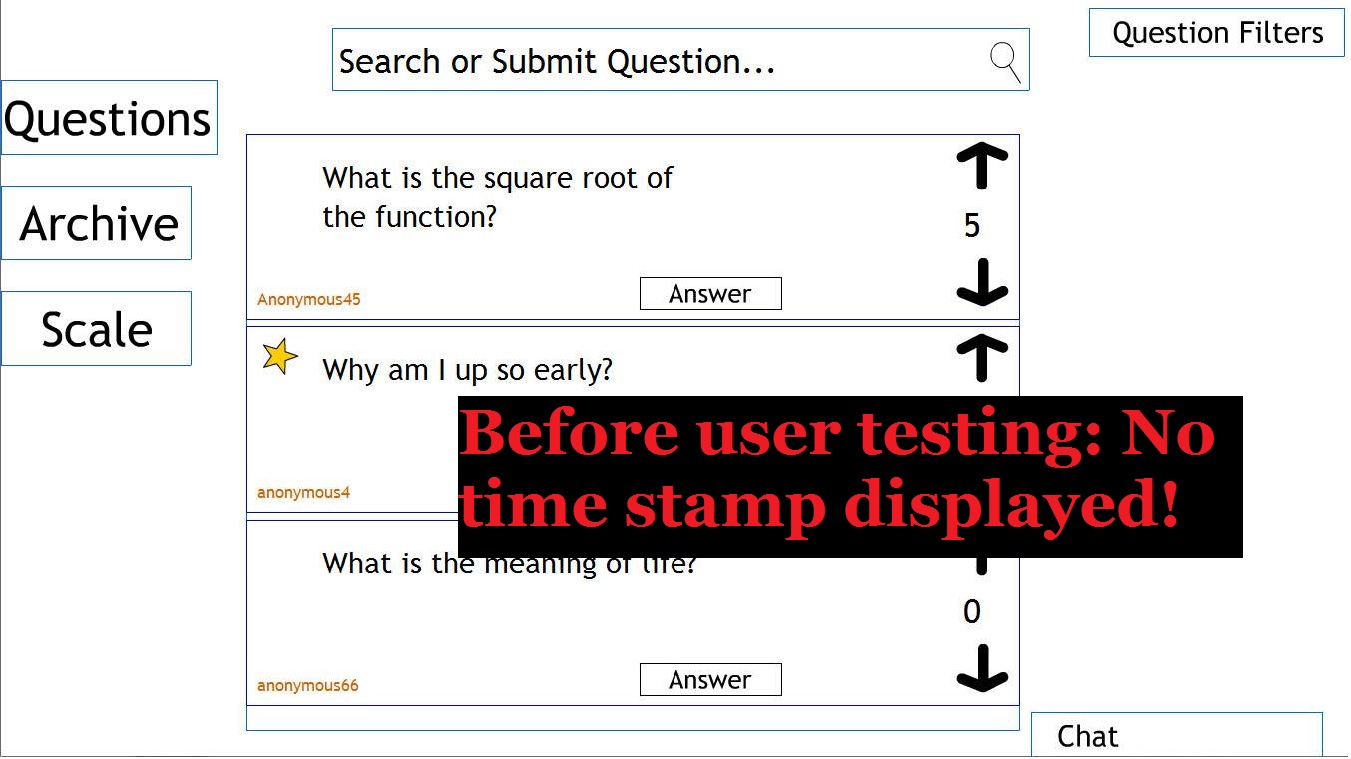 Question Filters
Search or Submit Question...
Questions
Archive
Scale
What is the square root of
the function?
5
Anonymous45
Answer
Why am I up so early?
Before user testing: No
time stamp displayed!
anonymous4
What is the meaning of life?
0
anonymous66
Answer
Chat